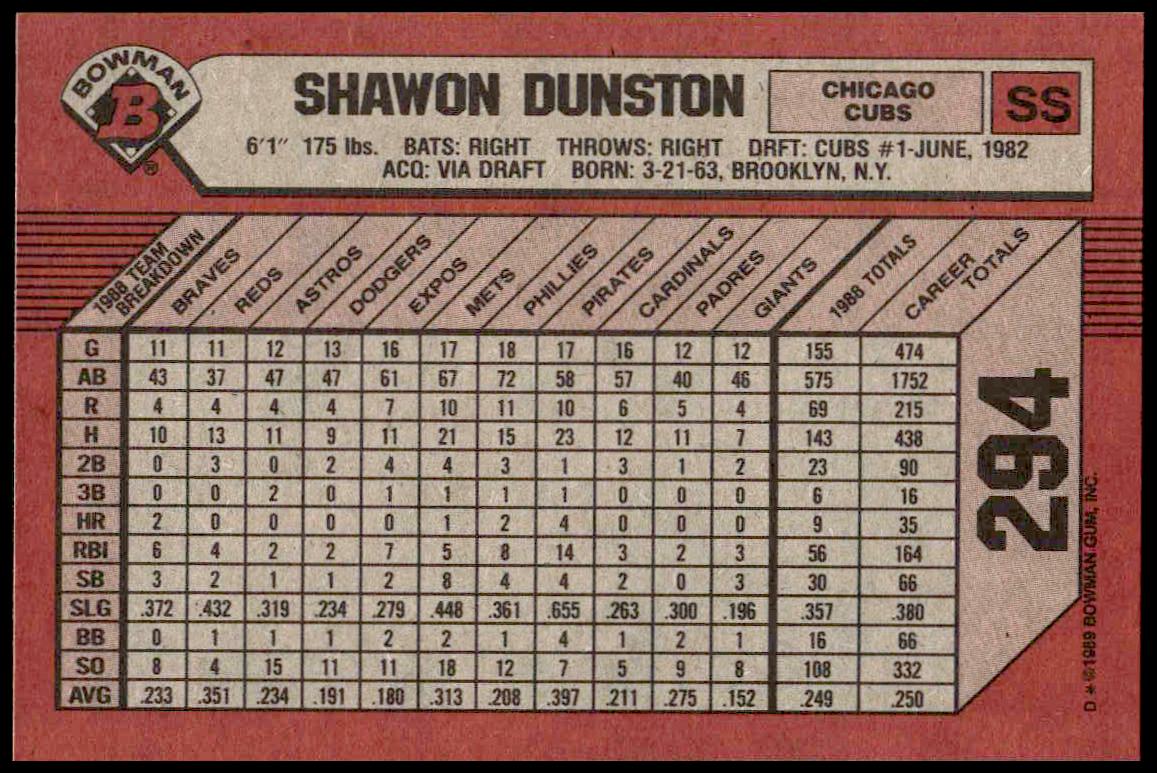 BOWMAN
B
®
SHAWON DUNSTON
CHICAGO
CUBS
SS
6'1" 175 lbs. BATS: RIGHT THROWS: RIGHT DRFT: CUBS #1-JUNE, 1982
ACQ: VIA DRAFT BORN: 3-21-63, BROOKLYN, N.Y.
1988 TEAM
BREAKDOWN
BRAVES
REDS
ASTROS
DODGERS
EXPOS
METS
PHILLIES
PIRATES
CARDINALS
PADRES
GIANTS
1988 TOTALS
CAREER
TOTALS
G 11 11 12 13 16 17 18 17 16 12 12 155 474
AB 43 37 47 47 61 67 72 58 57 40 46 575 1752
R 4 4 4 4 7 10 11 10 6 5 4 69 215
H 10 13 11 9 11 21 15 23 12 11 7 143 438
2B 0 3 0 2 4 4 3 1 3 1 2 23 90
3B 0 0 2 0 1 1 1 1 0 0 0 6 16
HR 2 0 0 0 0 1 2 4 0 0 0 9 35
RBI 6 4 2 2 7 5 8 14 3 2 3 56 164
SB 3 2 1 1 2 8 4 4 2 0 3 30 66
SLG .372 .432 .319 .234 .279 .448 .361 .655 .263 .300 .196 .357 .380
BB 0 1 1 1 2 2 1 4 1 2 1 16 66
SO 8 4 15 11 11 18 12 7 5 9 8 108 332
AVG .233 .351 .234 .191 .180 .313 .208 .397 .211 .275 .152 .249 .250
294
D*©1989 BOWMAN GUM, INC.